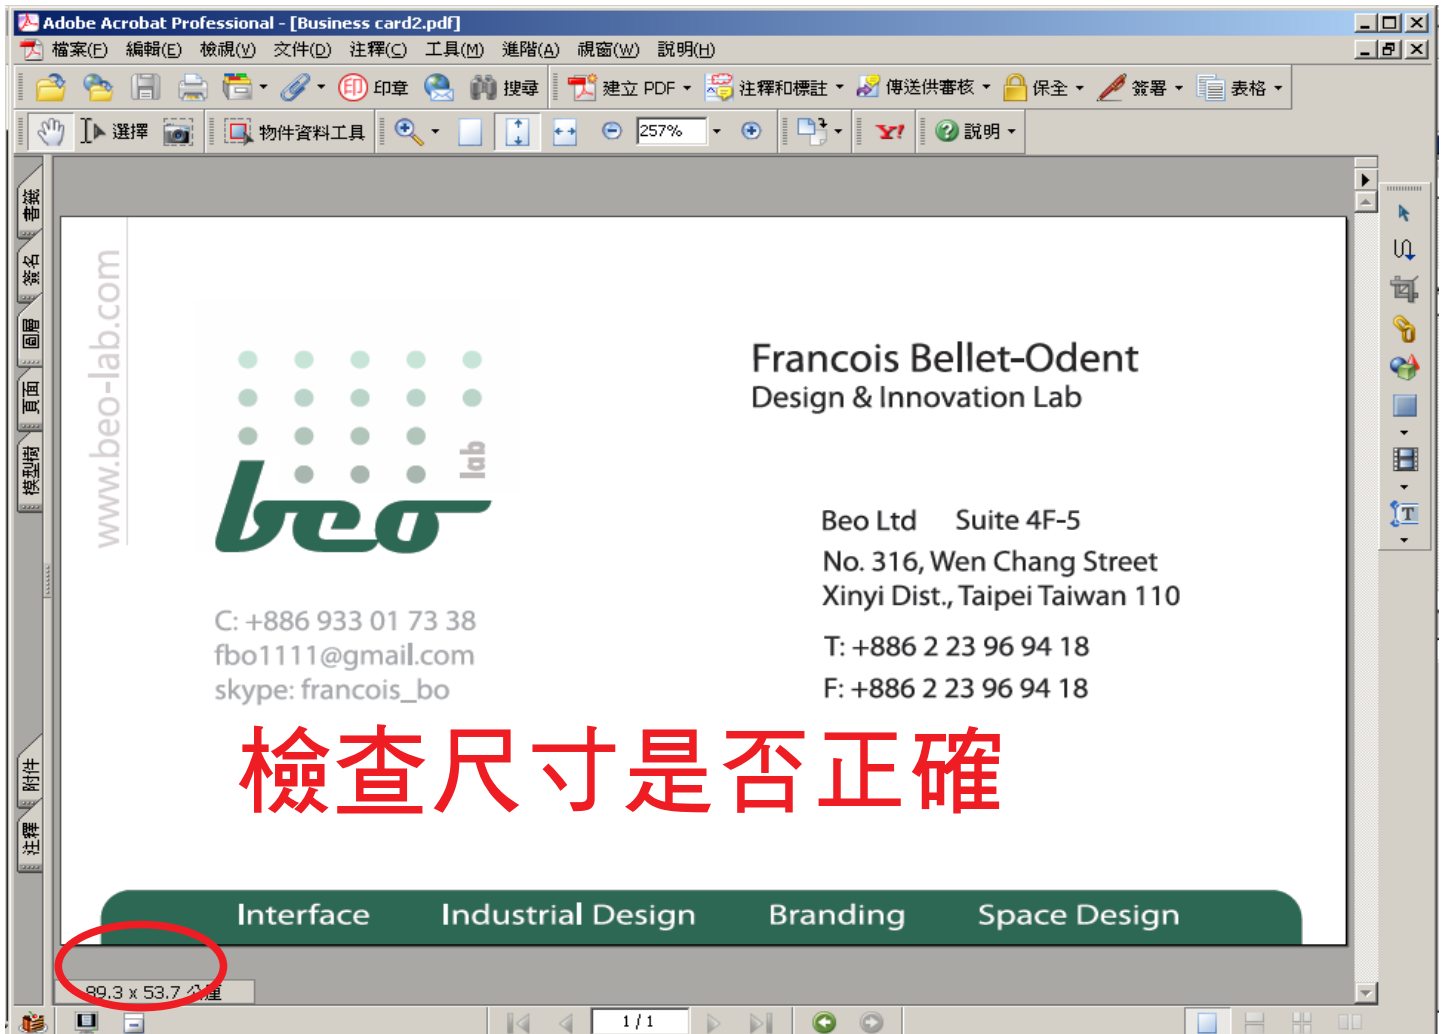 Adobe Acrobat Professional - [Business card2.pdf]
檔案(F) 編輯(E) 檢視(V) 文件(D) 注釋(C) 工具(M) 進階(A) 視窗(W) 說明(H)
印 印章 搜尋 建立 PDF 注釋和標註 傳送供審核 保全 簽署 表格
選擇 物件資料工具 257% Y! 說明
書籤
簽名
圖層
頁面
模型樹
附件
注釋
www.beo-lab.com
beo
lab
C: +886 933 01 73 38
fbo1111@gmail.com
skype: francois_bo
Francois Bellet-Odent
Design & Innovation Lab
Beo Ltd Suite 4F-5
No. 316, Wen Chang Street
Xinyi Dist., Taipei Taiwan 110
T: +886 2 23 96 94 18
F: +886 2 23 96 94 18
檢查尺寸是否正確
Interface Industrial Design Branding Space Design
89.3 x 53.7 公釐
1 / 1